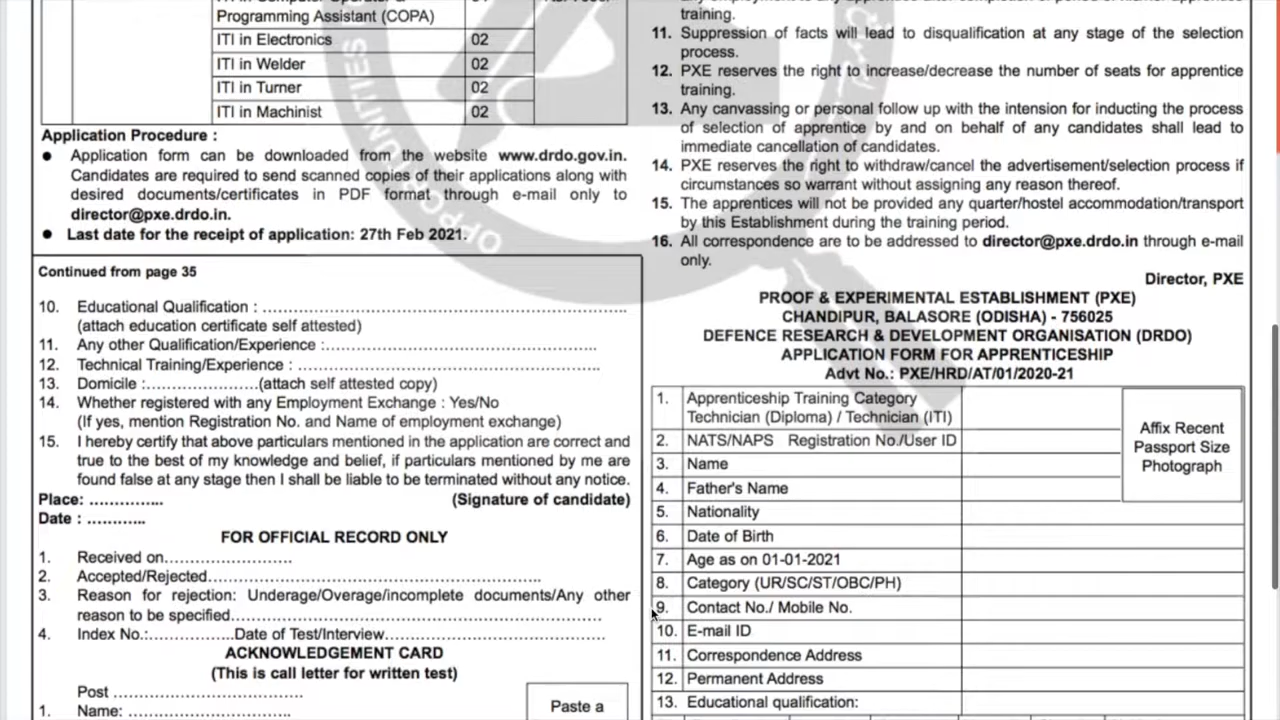 Programming Assistant (COPA)
ITI in Electronics 02
ITI in Welder 02
ITI in Turner 02
ITI in Machinist 02
Application Procedure :
● Application form can be downloaded from the website www.drdo.gov.in.
Candidates are required to send scanned copies of their applications along with
desired documents/certificates in PDF format through e-mail only to
director@pxe.drdo.in.
● Last date for the receipt of application: 27th Feb 2021.
Continued from page 35
10. Educational Qualification : ..........................................................................
(attach education certificate self attested)
11. Any other Qualification/Experience :.......................................................
12. Technical Training/Experience : .............................................................
13. Domicile :.......................(attach self attested copy)
14. Whether registered with any Employment Exchange : Yes/No
(If yes, mention Registration No. and Name of employment exchange)
15. I hereby certify that above particulars mentioned in the application are correct and
true to the best of my knowledge and belief, if particulars mentioned by me are
found false at any stage then I shall be liable to be terminated without any notice.
Place: ............... (Signature of candidate)
Date : ...........
FOR OFFICIAL RECORD ONLY
1. Received on..........................
2. Accepted/Rejected...................................................................
3. Reason for rejection: Underage/Overage/incomplete documents/Any other
reason to be specified...........................................................................
4. Index No.:.................Date of Test/Interview............................................
ACKNOWLEDGEMENT CARD
(This is call letter for written test)
Post ......................................
1. Name: ................................
Paste a
training.
11. Suppression of facts will lead to disqualification at any stage of the selection
process.
12. PXE reserves the right to increase/decrease the number of seats for apprentice
training.
13. Any canvassing or personal follow up with the intension for inducting the process
of selection of apprentice by and on behalf of any candidates shall lead to
immediate cancellation of candidates.
14. PXE reserves the right to withdraw/cancel the advertisement/selection process if
circumstances so warrant without assigning any reason thereof.
15. The apprentices will not be provided any quarter/hostel accommodation/transport
by this Establishment during the training period.
16. All correspondence are to be addressed to director@pxe.drdo.in through e-mail
only.
Director, PXE
PROOF & EXPERIMENTAL ESTABLISHMENT (PXE)
CHANDIPUR, BALASORE (ODISHA) - 756025
DEFENCE RESEARCH & DEVELOPMENT ORGANISATION (DRDO)
APPLICATION FORM FOR APPRENTICESHIP
Advt No.: PXE/HRD/AT/01/2020-21
1. Apprenticeship Training Category
Technician (Diploma) / Technician (ITI)
2. NATS/NAPS Registration No./User ID
3. Name
4. Father's Name
5. Nationality
6. Date of Birth
7. Age as on 01-01-2021
8. Category (UR/SC/ST/OBC/PH)
9. Contact No./ Mobile No.
10. E-mail ID
11. Correspondence Address
12. Permanent Address
13. Educational qualification:
Affix Recent
Passport Size
Photograph
OPPORTUNITIES